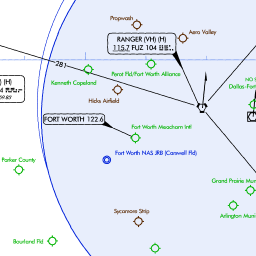 Propwash
RANGER (VH) (H)
115.7 FUZ 104
Aero Valley
281
Perot Fld/Fort Worth Alliance
Kenneth Copeland
Hicks Airfield
(H)
Dallas-Fort
FORT WORTH 122.6
Fort Worth Meacham Intl
Fort Worth NAS JRB (Carswell Fld)
Parker County
Grand Prairie Muni
Arlington Muni
Sycamore Strip
Bourland Fld